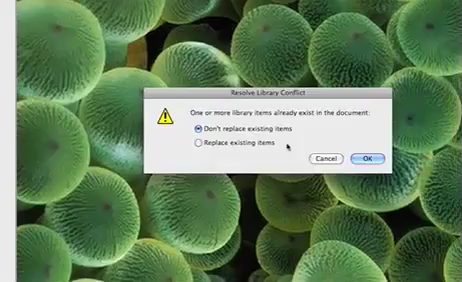 Resolve Library Conflict
One or more library items already exist in the document:
Don't replace existing items
Replace existing items
Cancel
OK